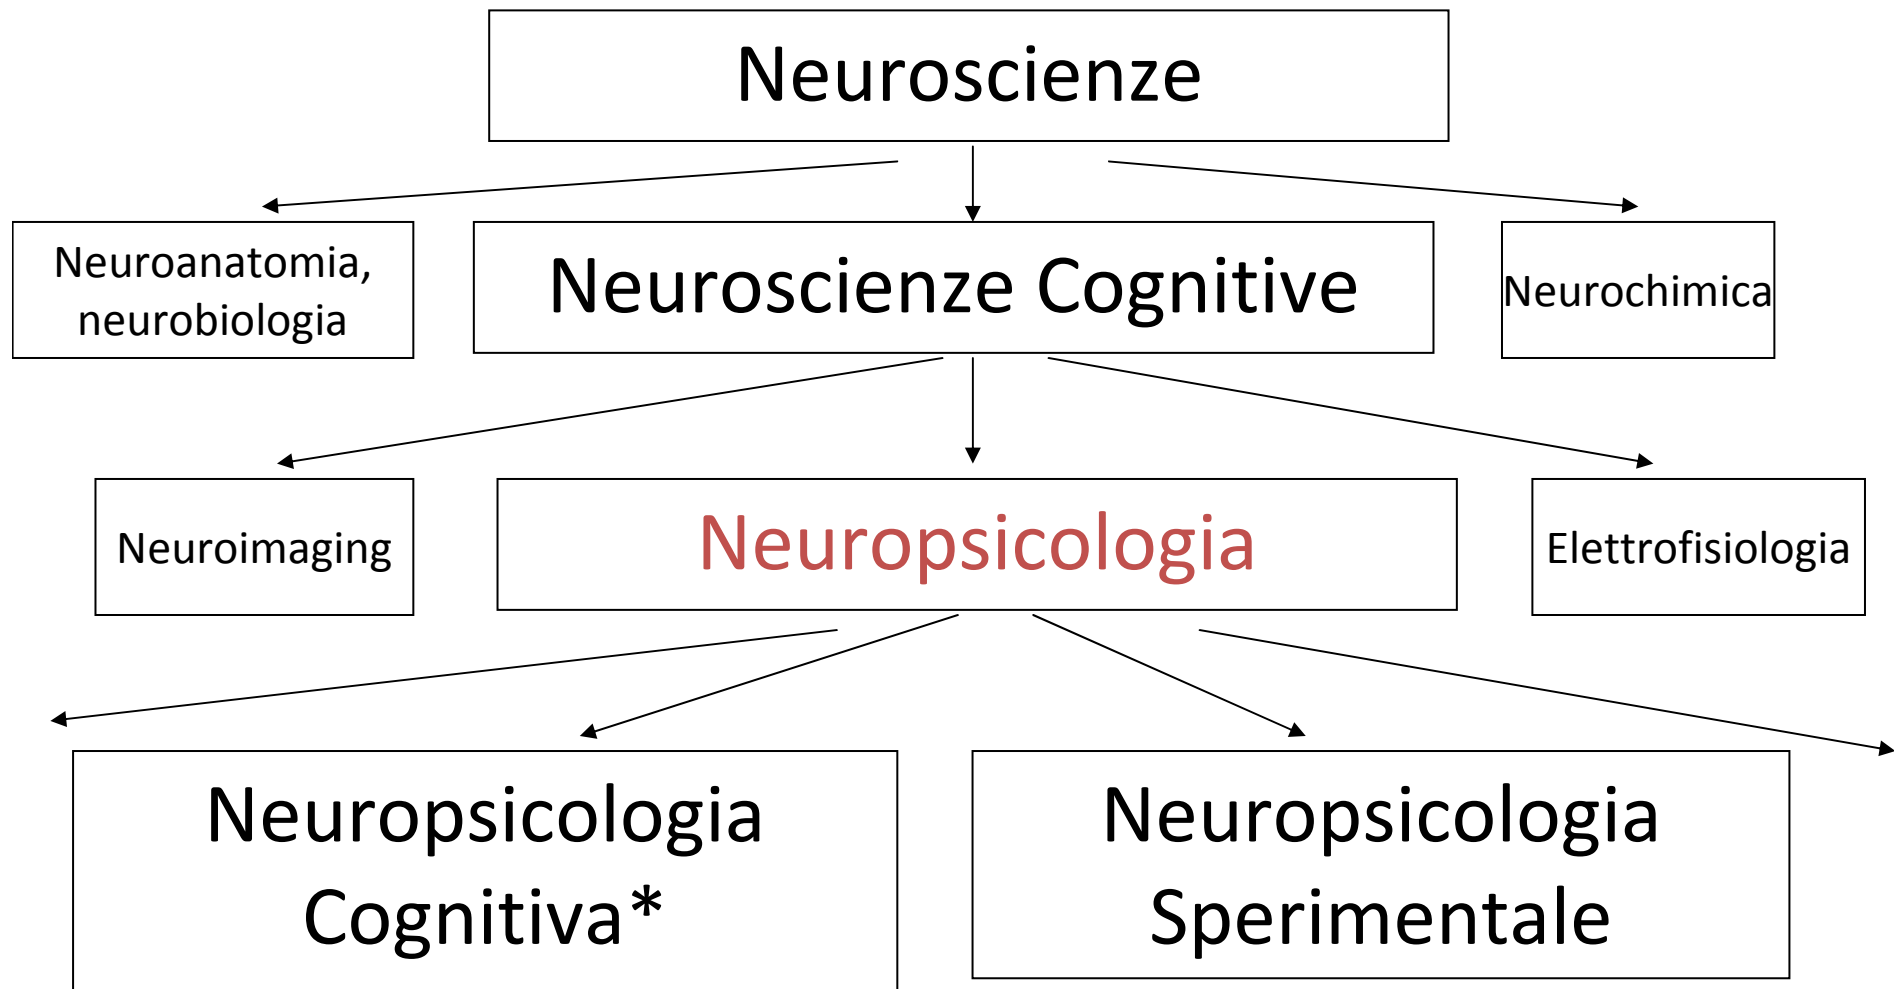 Neuroscienze
Neuroanatomia,
neurobiologia
Neuroscienze Cognitive
Neurochimica
Neuroimaging
Neuropsicologia
Elettrofisiologia
Neuropsicologia
Cognitiva*
Neuropsicologia
Sperimentale